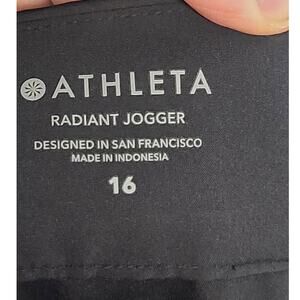 ATHLETA
RADIANT JOGGER
DESIGNED IN SAN FRANCISCO
MADE IN INDONESIA
16